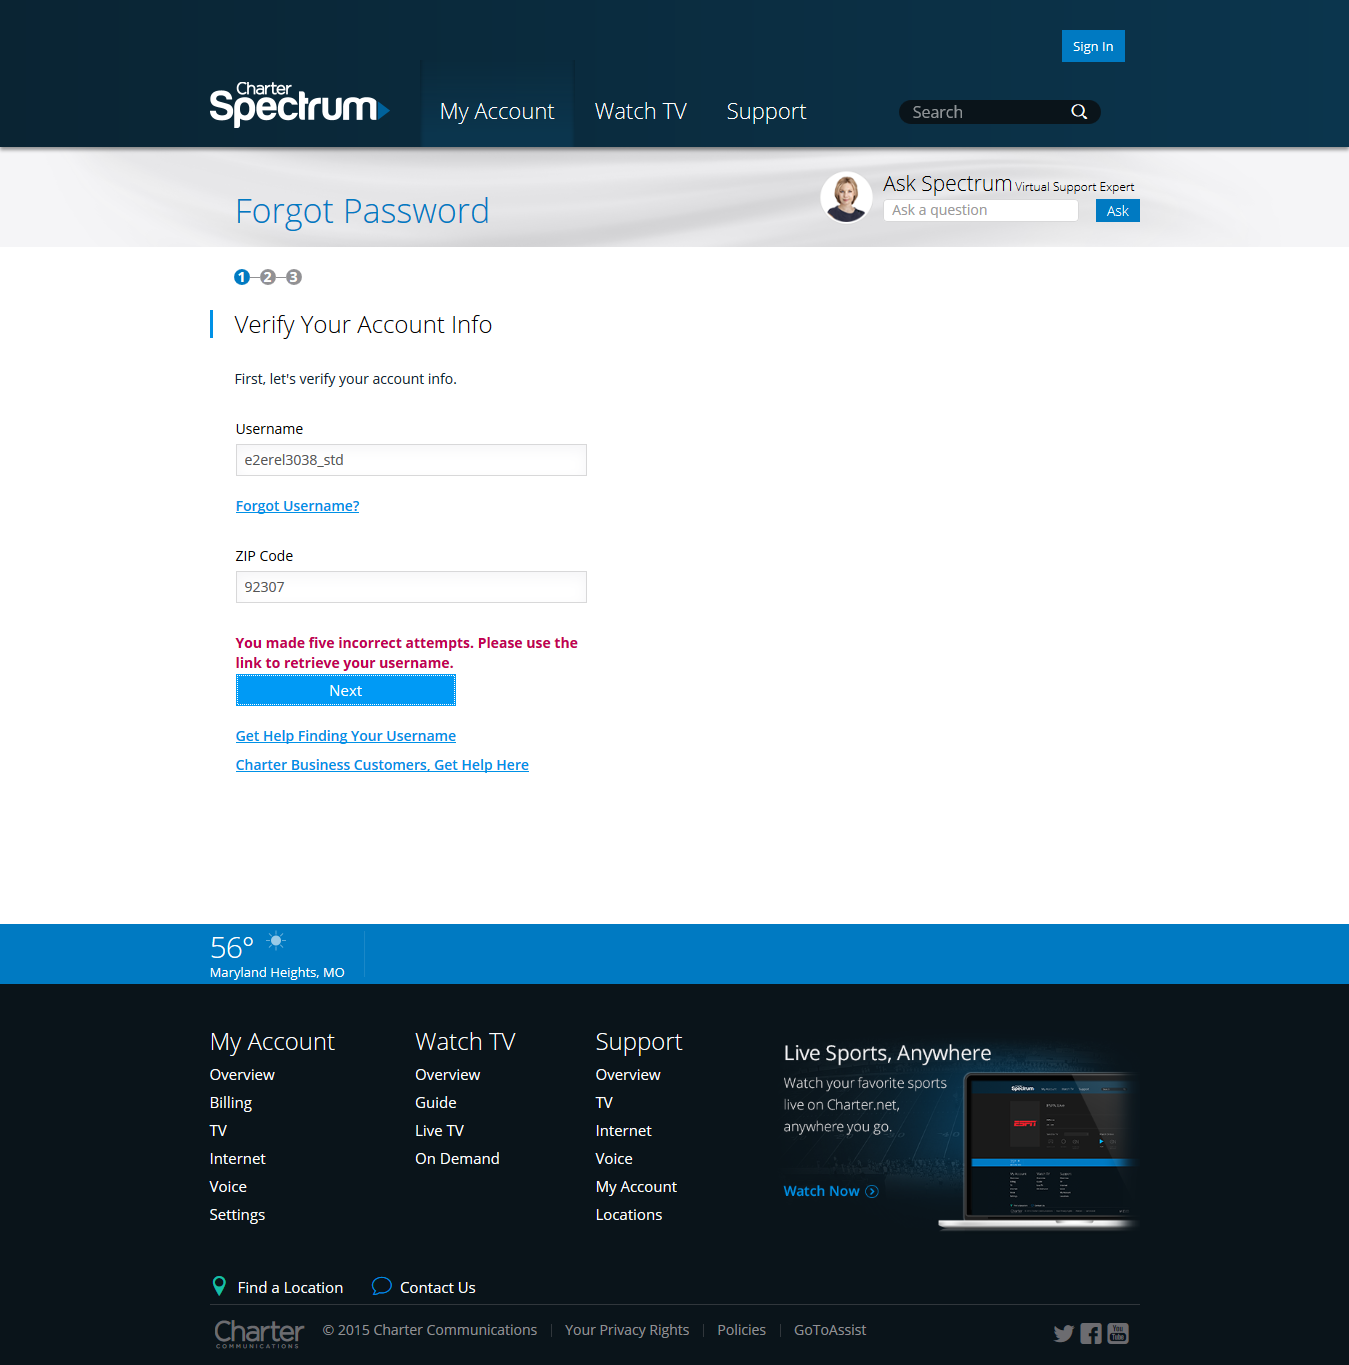 Sign In
Charter
Spectrum
My Account
Watch TV
Support
Search
Forgot Password
Ask Spectrum Virtual Support Expert
Ask a question
Ask
1 2 3
Verify Your Account Info
First, let's verify your account info.
Username
e2erel3038_std
Forgot Username?
ZIP Code
92307
You made five incorrect attempts. Please use the
link to retrieve your username.
Next
Get Help Finding Your Username
Charter Business Customers, Get Help Here
56°
Maryland Heights, MO
My Account
Overview
Billing
TV
Internet
Voice
Settings
Watch TV
Overview
Guide
Live TV
On Demand
Support
Overview
TV
Internet
Voice
My Account
Locations
Live Sports, Anywhere
Watch your favorite sports
live on Charter.net,
anywhere you go.
Watch Now
Spectrum
ESPN
Find a Location
Contact Us
Charter
COMMUNICATIONS
© 2015 Charter Communications
Your Privacy Rights
Policies
GoToAssist
You
Tube